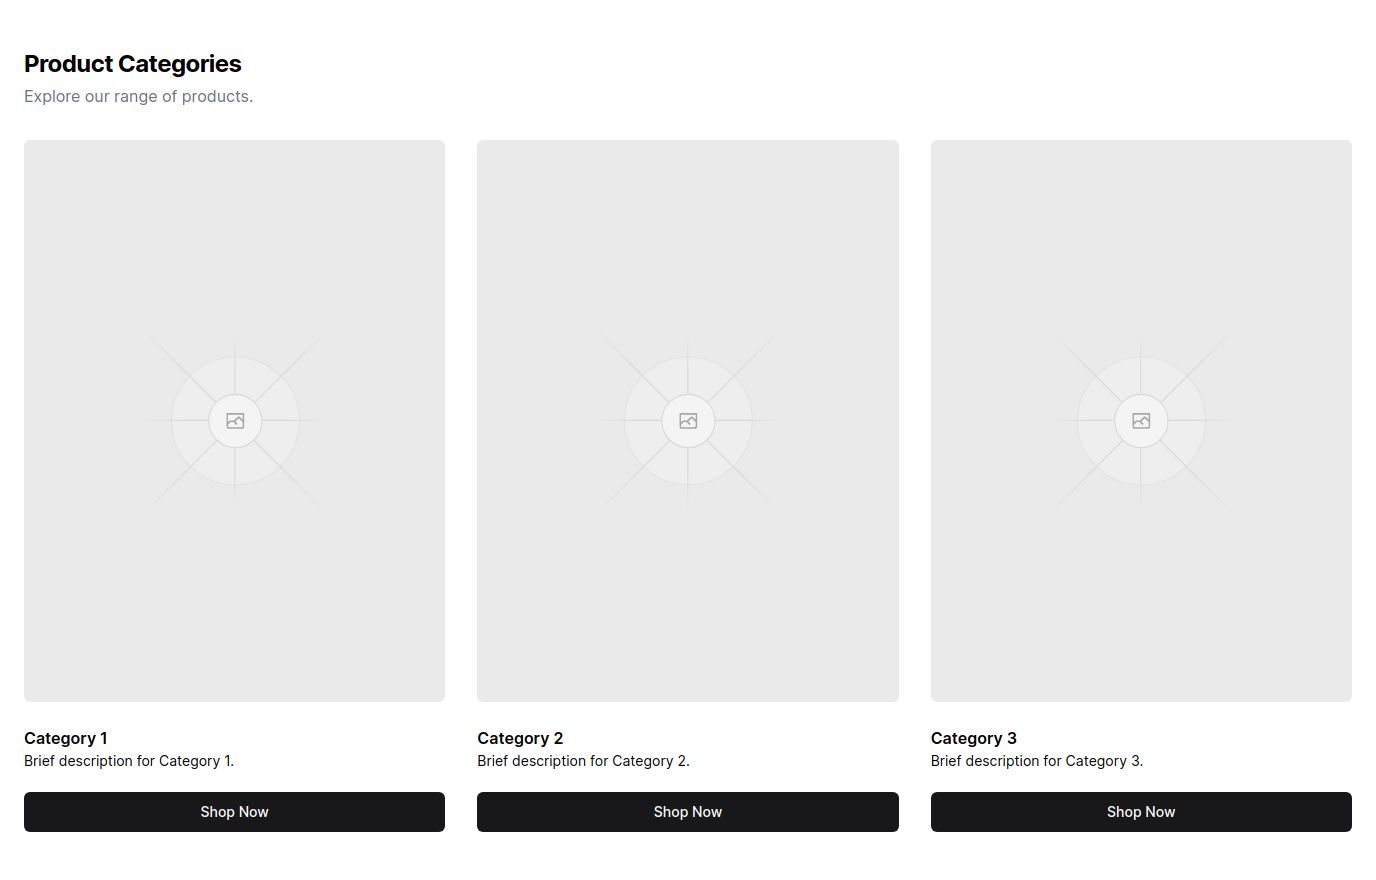 Product Categories
Explore our range of products.
Category 1
Brief description for Category 1.
Shop Now
Category 2
Brief description for Category 2.
Shop Now
Category 3
Brief description for Category 3.
Shop Now